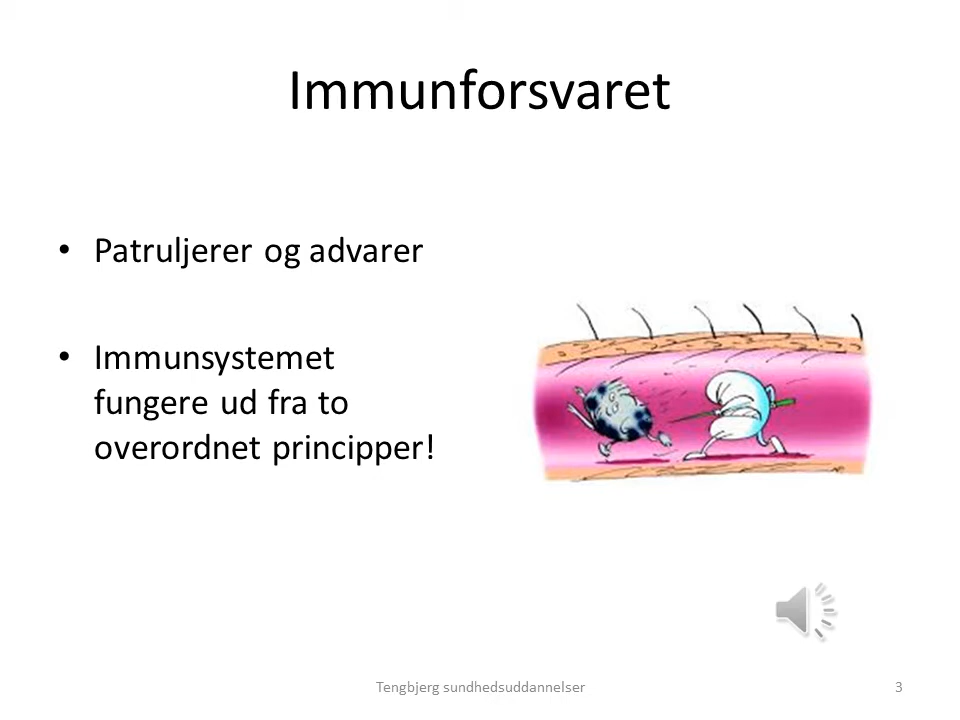 Immunforsvaret
• Patruljerer og advarer
• Immunsystemet
fungere ud fra to
overordnet principper!
Tengbjerg sundhedsuddannelser
3